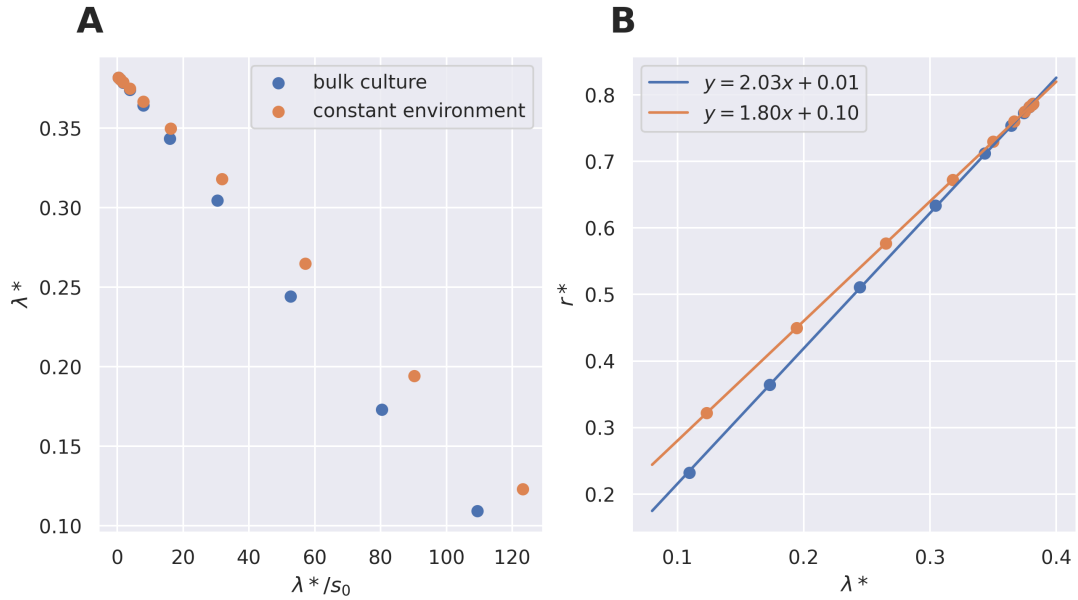 A
bulk culture
constant environment
0.35
0.30
0.25
0.20
0.15
0.10
λ*
0 20 40 60 80 100 120
λ*/s₀
B
y = 2.03x + 0.01
y = 1.80x + 0.10
0.8
0.7
0.6
0.5
0.4
0.3
0.2
r*
0.1 0.2 0.3 0.4
λ*